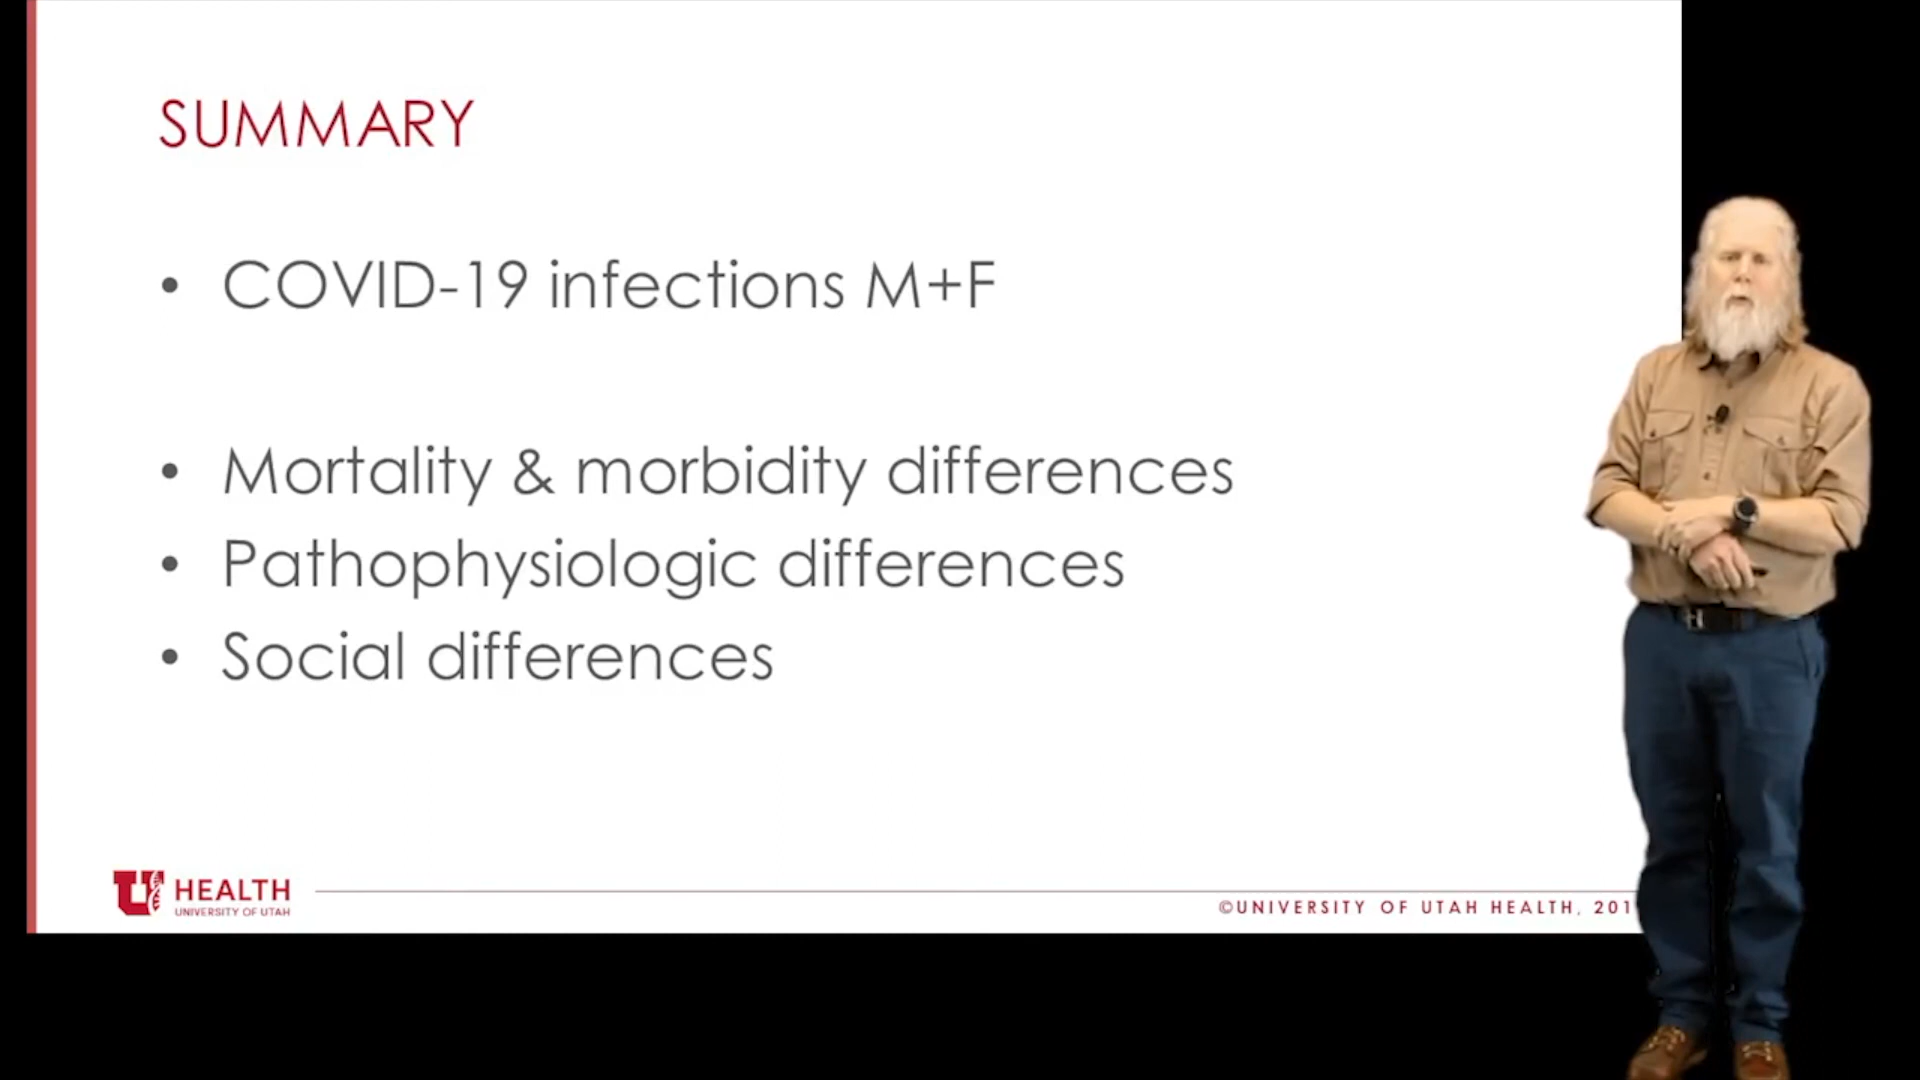 SUMMARY
• COVID-19 infections M+F
• Mortality & morbidity differences
• Pathophysiologic differences
• Social differences
U HEALTH
UNIVERSITY OF UTAH
©UNIVERSITY OF UTAH HEALTH, 201